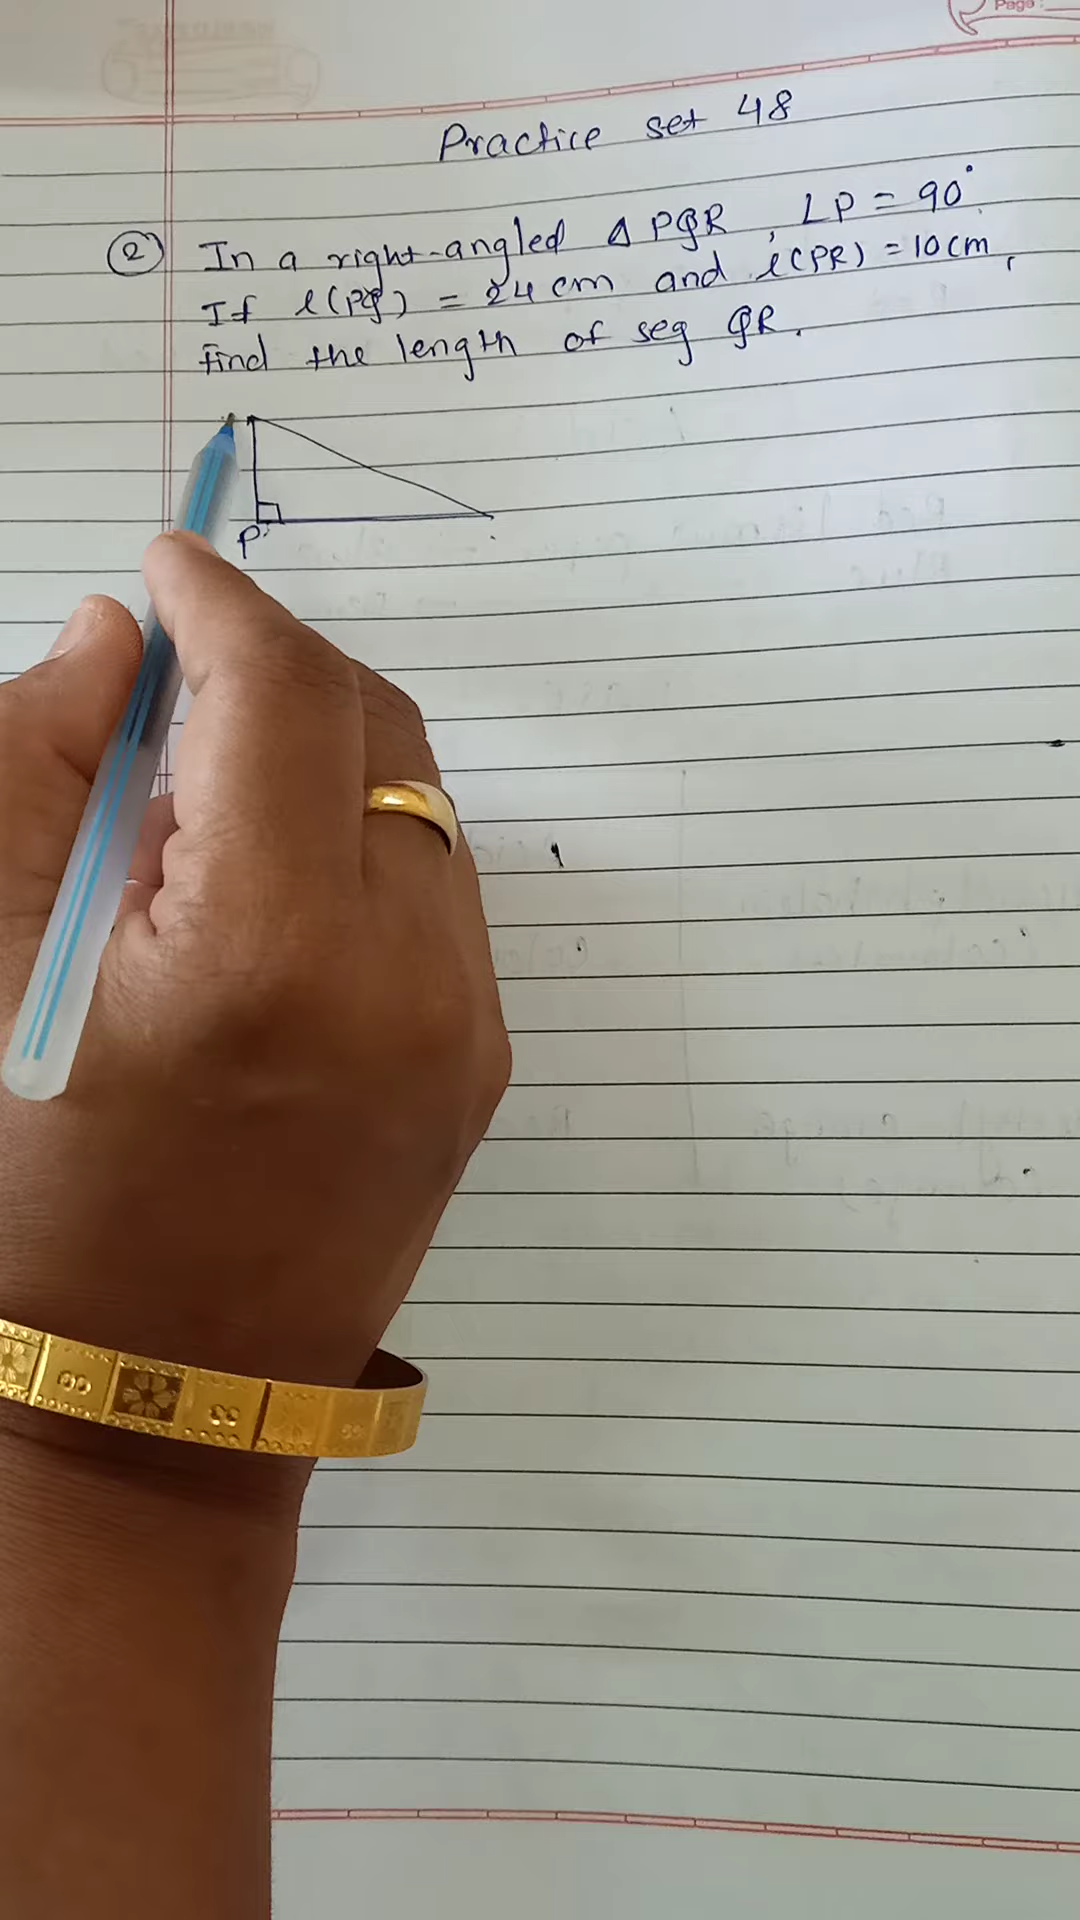 Page :
Practice set 48
② In a right-angled Δ PQR, ∠P = 90°.
If l(PQ) = 24 cm and l(PR) = 10 cm,
find the length of seg QR.
P